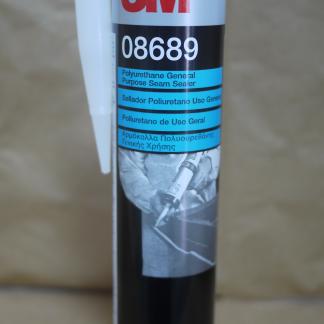 3M
08689
Polyurethane General
Purpose Seam Sealer
Sellador Poliuretano Uso General
Poliuretano de Uso Geral
Αρμόκολλα Πολυουρεθάνης
Γενικής Χρήσης